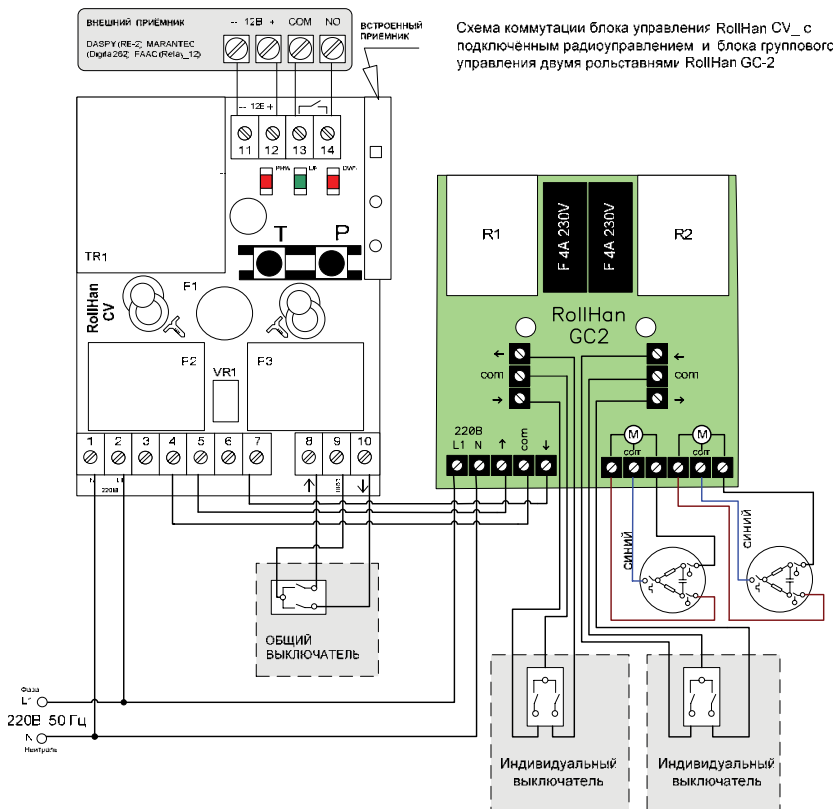 ВНЕШНИЙ ПРИЁМНИК
DASPY (RE-2) MARANTEC
(Digital 262) FAAC (Relay_12)
-- 12В + COM NO
ВСТРОЕННЫЙ
ПРИЁМНИК
Схема коммутации блока управления RollHan CV_ с
подключённым радиоуправлением и блока группового
управления двумя рольставнями RollHan GC-2
-- 12В +
11 12 13 14
UP
T P
TR1
RollHan
CV
F1
F2
F3
VR1
1 2 3 4 5 6 7
8 9 10
N L1
220В
↑ ↓
R1
F 4A 230V
F 4A 230V
R2
RollHan
GC2
← ←
com com
→ →
220В
L1 N ↑ com ↓
M M
com com
синий
синий
ОБЩИЙ
ВЫКЛЮЧАТЕЛЬ
Фаза
L1
220В 50 Гц
N
Нейтраль
Индивидуальный
выключатель
Индивидуальный
выключатель